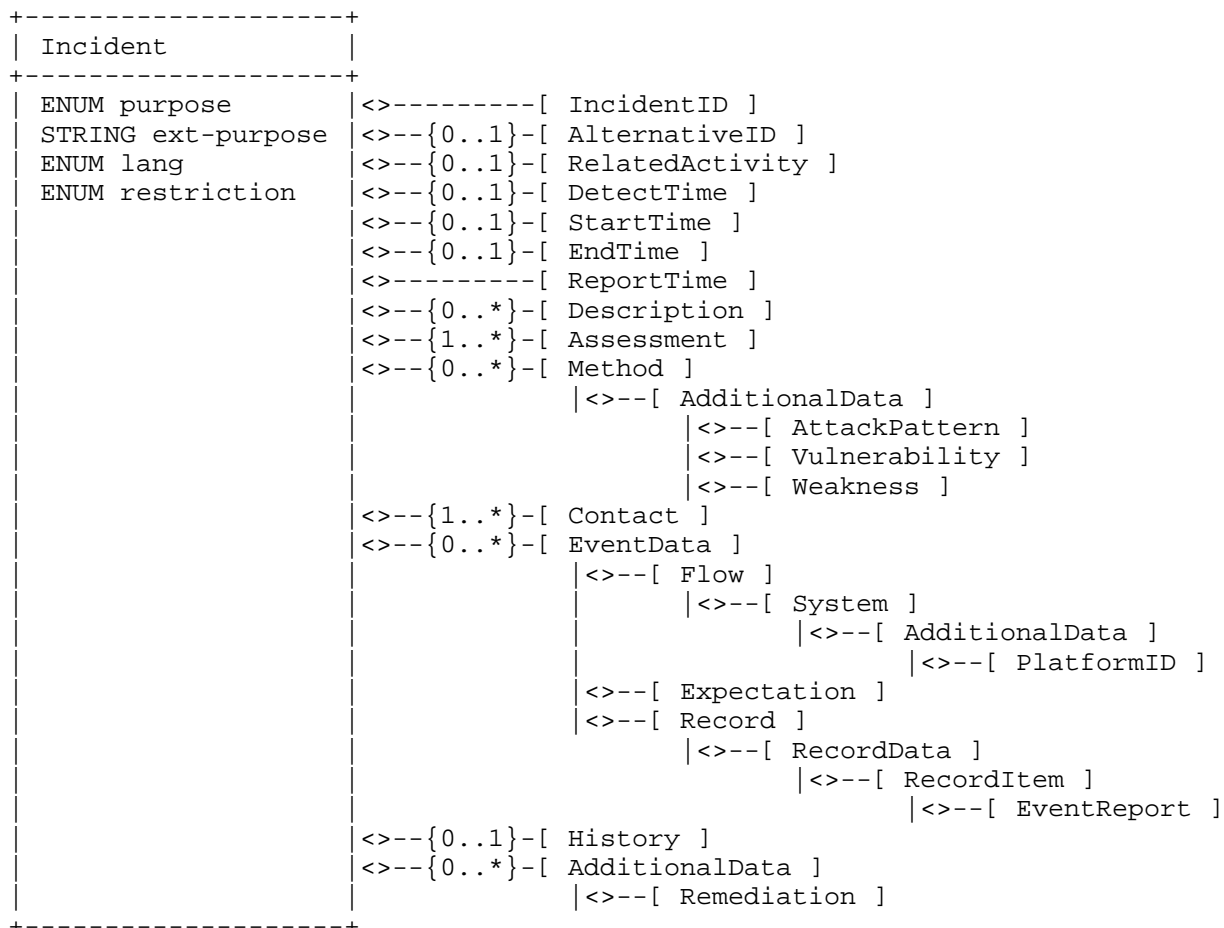 +---------------------+
| Incident            |
+---------------------+
| ENUM purpose        |<>---------[ IncidentID ]
| STRING ext-purpose  |<>--{0..1}-[ AlternativeID ]
| ENUM lang           |<>--{0..1}-[ RelatedActivity ]
| ENUM restriction    |<>--{0..1}-[ DetectTime ]
|                     |<>--{0..1}-[ StartTime ]
|                     |<>--{0..1}-[ EndTime ]
|                     |<>---------[ ReportTime ]
|                     |<>--{0..*}-[ Description ]
|                     |<>--{1..*}-[ Assessment ]
|                     |<>--{0..*}-[ Method ]
|                     |              |<>--[ AdditionalData ]
|                     |                     |<>--[ AttackPattern ]
|                     |                     |<>--[ Vulnerability ]
|                     |                     |<>--[ Weakness ]
|                     |<>--{1..*}-[ Contact ]
|                     |<>--{0..*}-[ EventData ]
|                     |              |<>--[ Flow ]
|                     |              |      |<>--[ System ]
|                     |              |             |<>--[ AdditionalData ]
|                     |              |                    |<>--[ PlatformID ]
|                     |              |<>--[ Expectation ]
|                     |              |<>--[ Record ]
|                     |                     |<>--[ RecordData ]
|                     |                            |<>--[ RecordItem ]
|                     |                                   |<>--[ EventReport ]
|                     |<>--{0..1}-[ History ]
|                     |<>--{0..*}-[ AdditionalData ]
|                     |              |<>--[ Remediation ]
+---------------------+